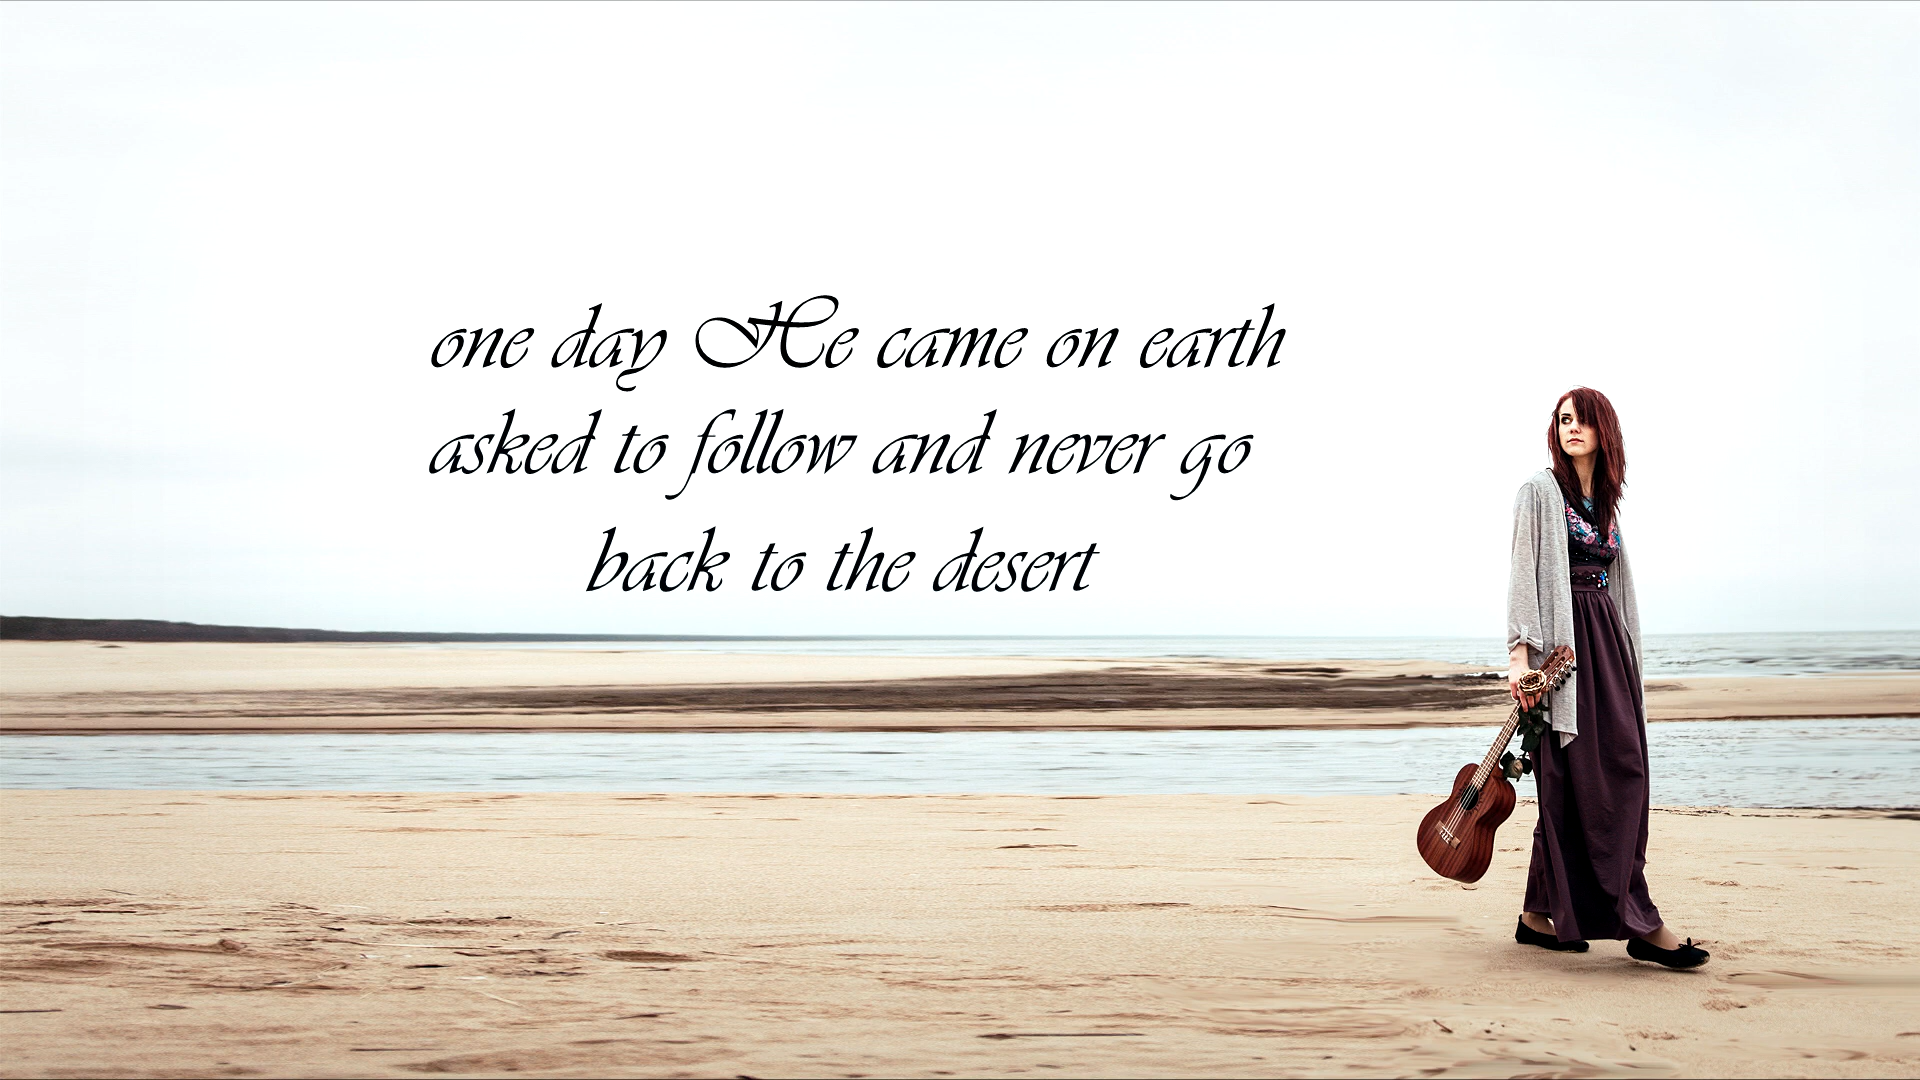 one day He came on earth
asked to follow and never go
back to the desert